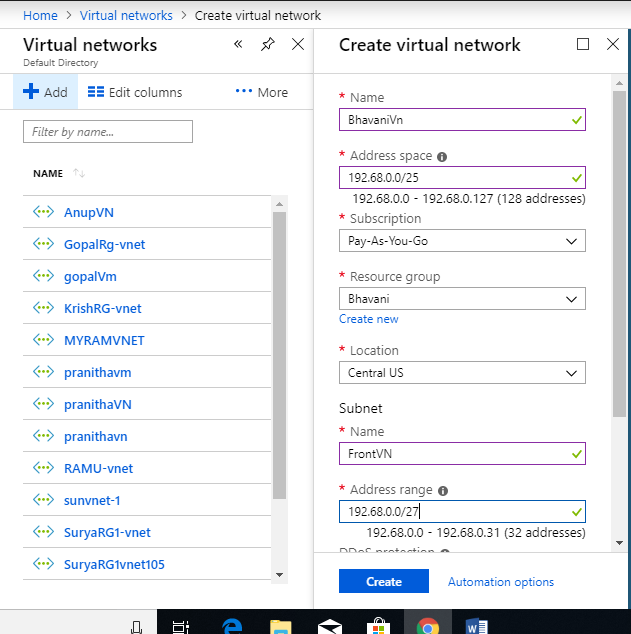 Home > Virtual networks > Create virtual network
Virtual networks
Default Directory
Add Edit columns ••• More
Filter by name...
NAME
AnupVN
GopalRg-vnet
gopalVm
KrishRG-vnet
MYRAMVNET
pranithavm
pranithaVN
pranithavn
RAMU-vnet
sunvnet-1
SuryaRG1-vnet
SuryaRG1vnet105
Create virtual network
* Name
BhavaniVn
* Address space
192.68.0.0/25
192.68.0.0 - 192.68.0.127 (128 addresses)
* Subscription
Pay-As-You-Go
* Resource group
Bhavani
Create new
* Location
Central US
Subnet
* Name
FrontVN
* Address range
192.68.0.0/27
192.68.0.0 - 192.68.0.31 (32 addresses)
DDoS protection
Create Automation options